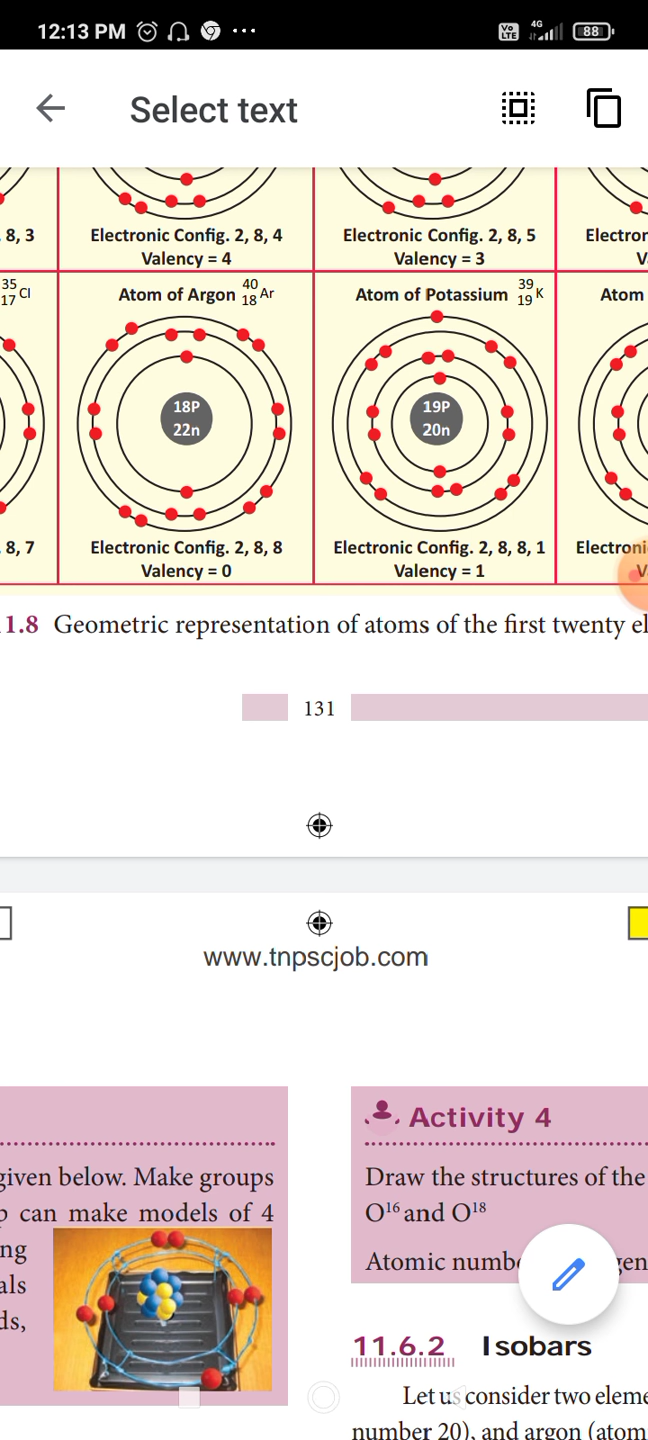 12:13 PM
Vo LTE 4G 88
Select text
8, 3
Electronic Config. 2, 8, 4
Valency = 4
Electronic Config. 2, 8, 5
Valency = 3
35
17 Cl
Atom of Argon 40
18 Ar
Atom of Potassium 39
19 K
Atom
18P
22n
19P
20n
8, 7
Electronic Config. 2, 8, 8
Valency = 0
Electronic Config. 2, 8, 8, 1
Valency = 1
1.8 Geometric representation of atoms of the first twenty
131
www.tnpscjob.com
given below. Make groups
can make models of 4
Activity 4
Draw the structures of the
O¹⁶ and O¹⁸
Atomic
11.6.2 Isobars
Let us consider two
number 20), and argon